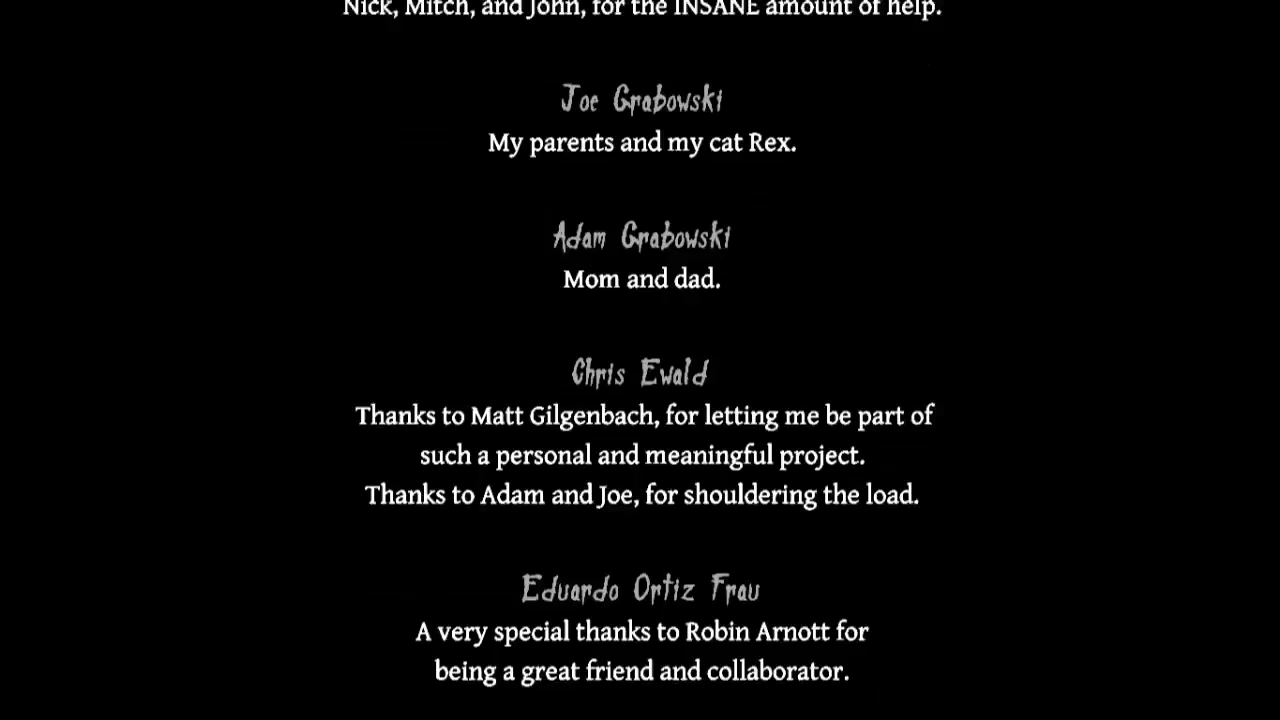 Nick, Mitch, and John, for the INSANE amount of help.
Joe Grabowski
My parents and my cat Rex.
Adam Grabowski
Mom and dad.
Chris Ewald
Thanks to Matt Gilgenbach, for letting me be part of
such a personal and meaningful project.
Thanks to Adam and Joe, for shouldering the load.
Eduardo Ortiz Frau
A very special thanks to Robin Arnott for
being a great friend and collaborator.